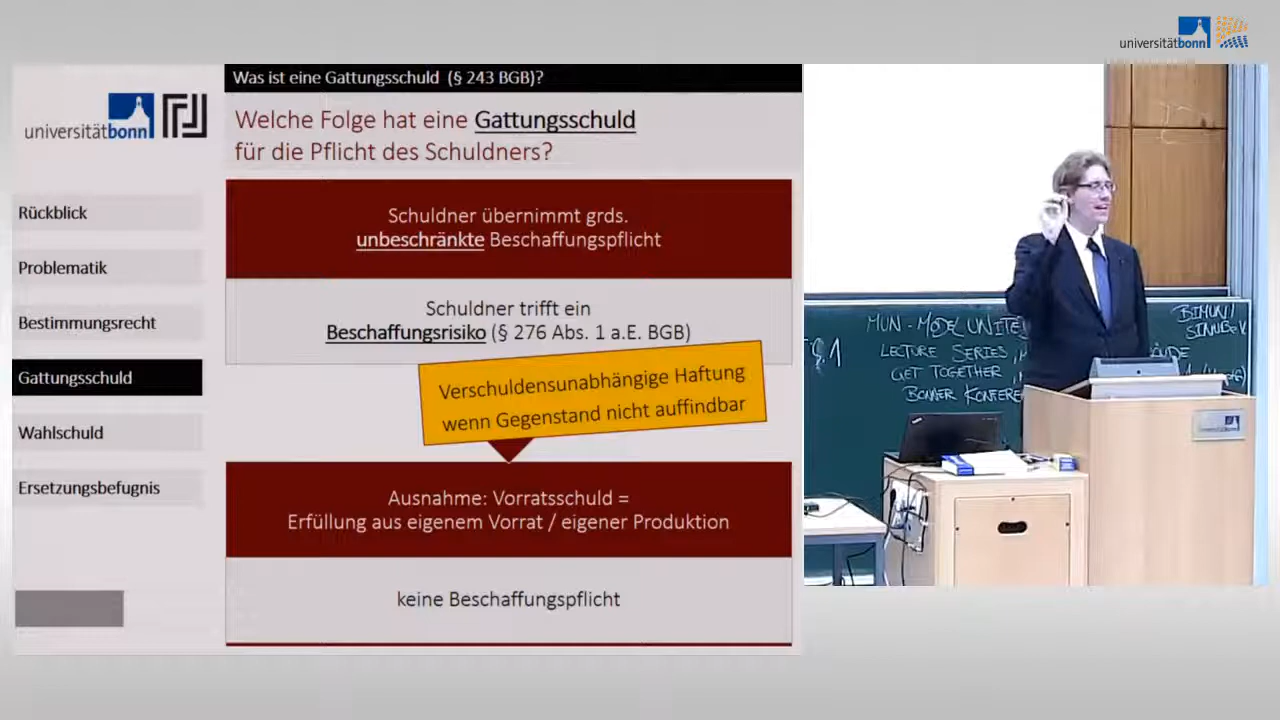 universitätbonn
Was ist eine Gattungsschuld (§ 243 BGB)?
universitätbonn
Welche Folge hat eine Gattungsschuld
für die Pflicht des Schuldners?
Rückblick
Problematik
Bestimmungsrecht
Gattungsschuld
Wahlschuld
Ersetzungsbefugnis
Schuldner übernimmt grds.
unbeschränkte Beschaffungspflicht
Schuldner trifft ein
Beschaffungsrisiko (§ 276 Abs. 1 a.E. BGB)
Verschuldensunabhängige Haftung
wenn Gegenstand nicht auffindbar
Ausnahme: Vorratsschuld =
Erfüllung aus eigenem Vorrat / eigener Produktion
keine Beschaffungspflicht
MUN - MODEL UNITE
LECTURE SERIES,
GET TOGETHER,
BONNER KONFERE
BIMUN /
SINUB e.V.
universitätbonn